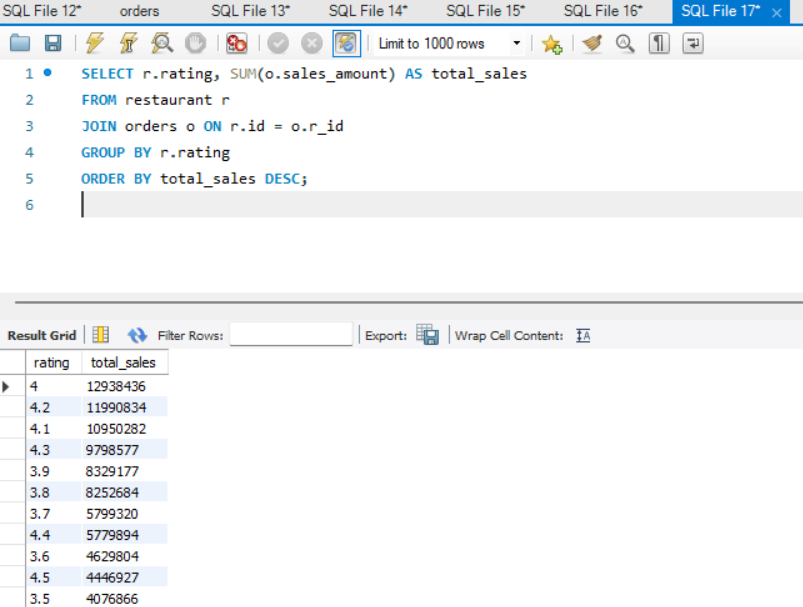 SQL File 12* orders SQL File 13* SQL File 14* SQL File 15* SQL File 16* SQL File 17* ×
Limit to 1000 rows
1 SELECT r.rating, SUM(o.sales_amount) AS total_sales
2 FROM restaurant r
3 JOIN orders o ON r.id = o.r_id
4 GROUP BY r.rating
5 ORDER BY total_sales DESC;
6
Result Grid Filter Rows: Export: Wrap Cell Content:
rating total_sales
4 12938436
4.2 11990834
4.1 10950282
4.3 9798577
3.9 8329177
3.8 8252684
3.7 5799320
4.4 5779894
3.6 4629804
4.5 4446927
3.5 4076866